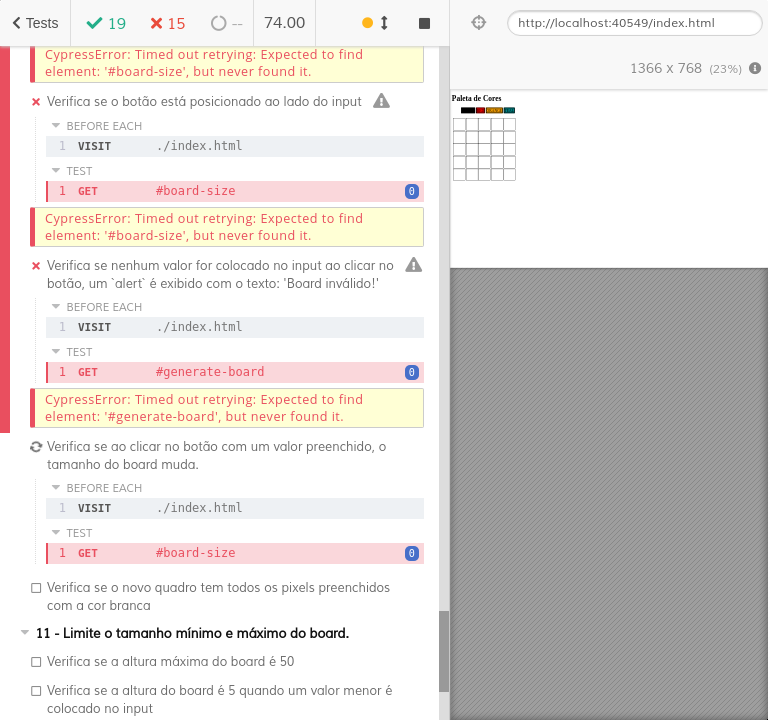 Tests
19
15
--
74.00
http://localhost:40549/index.html
1366 x 768 (23%)
CypressError: Timed out retrying: Expected to find
element: '#board-size', but never found it.
Verifica se o botão está posicionado ao lado do input
BEFORE EACH
1 VISIT ./index.html
TEST
1 GET #board-size 0
CypressError: Timed out retrying: Expected to find
element: '#board-size', but never found it.
Verifica se nenhum valor for colocado no input ao clicar no
botão, um `alert` é exibido com o texto: 'Board inválido!'
BEFORE EACH
1 VISIT ./index.html
TEST
1 GET #generate-board 0
CypressError: Timed out retrying: Expected to find
element: '#generate-board', but never found it.
Verifica se ao clicar no botão com um valor preenchido, o
tamanho do board muda.
BEFORE EACH
1 VISIT ./index.html
TEST
1 GET #board-size 0
Verifica se o novo quadro tem todos os pixels preenchidos
com a cor branca
11 - Limite o tamanho mínimo e máximo do board.
Verifica se a altura máxima do board é 50
Verifica se a altura do board é 5 quando um valor menor é
colocado no input
Paleta de Cores